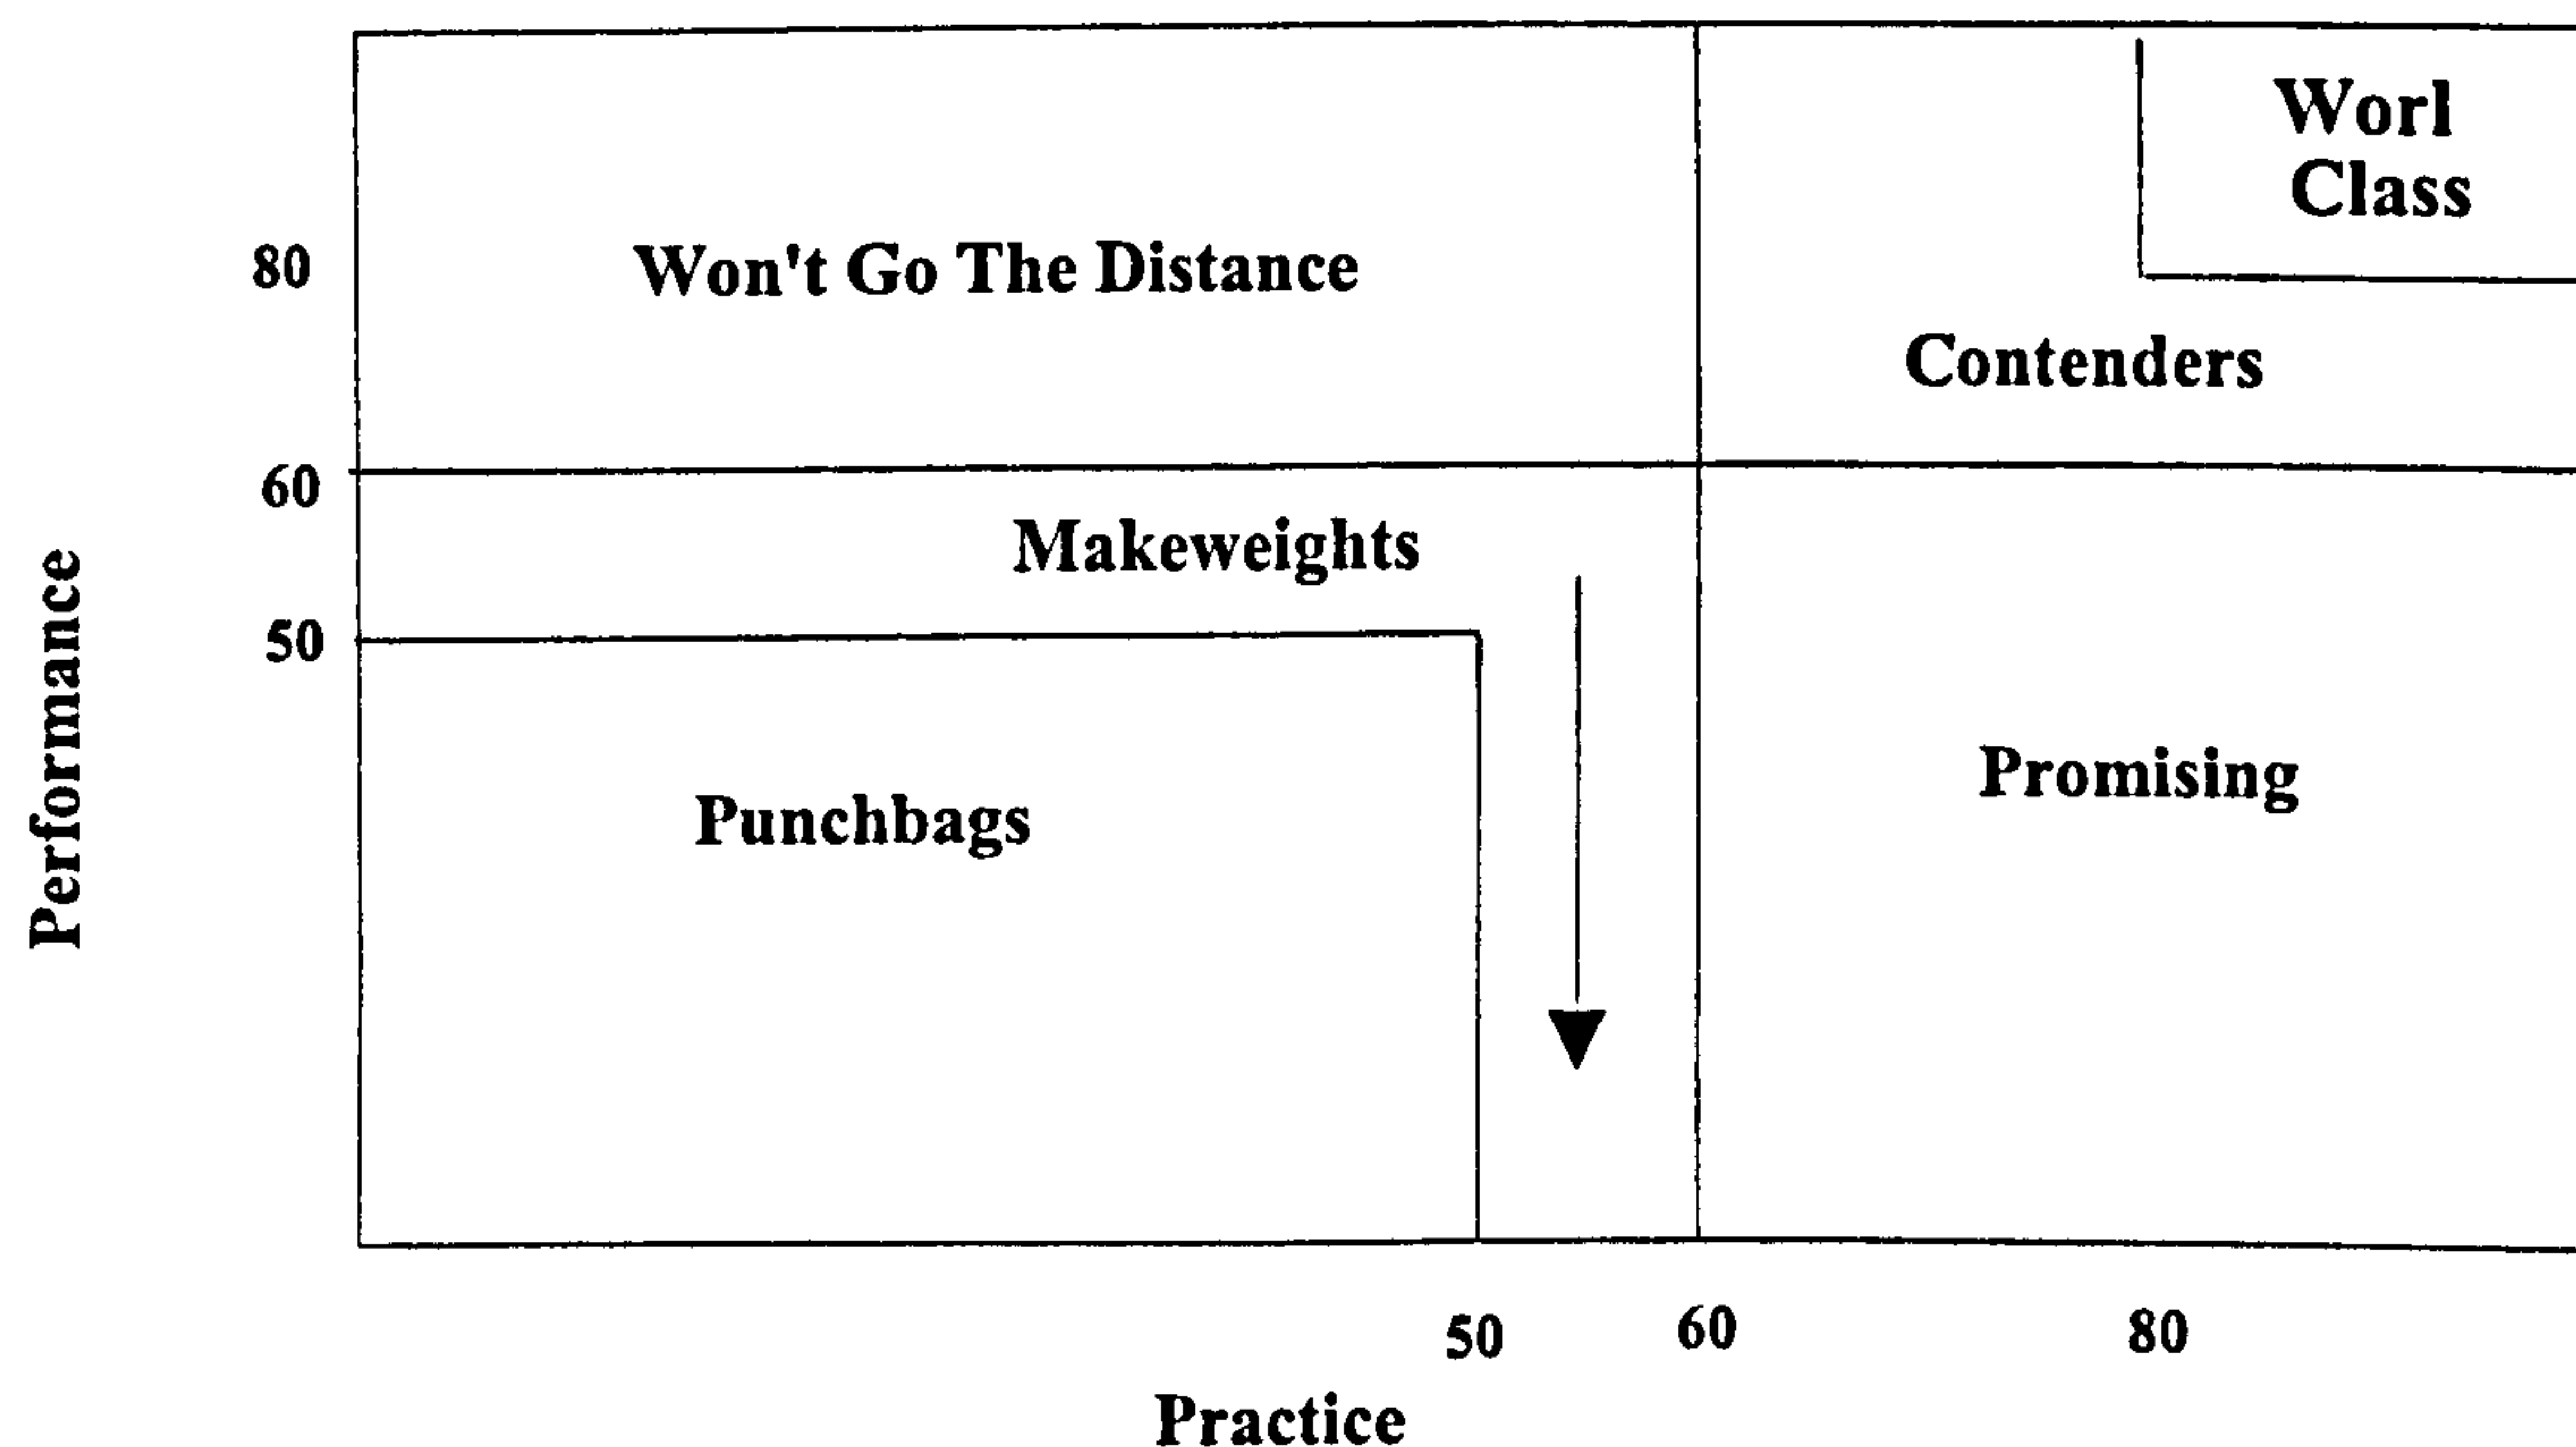 Worl
Class
80
Won't Go The Distance
Contenders
60
Makeweights
50
Performance
Promising
Punchbags
50
60
80
Practice